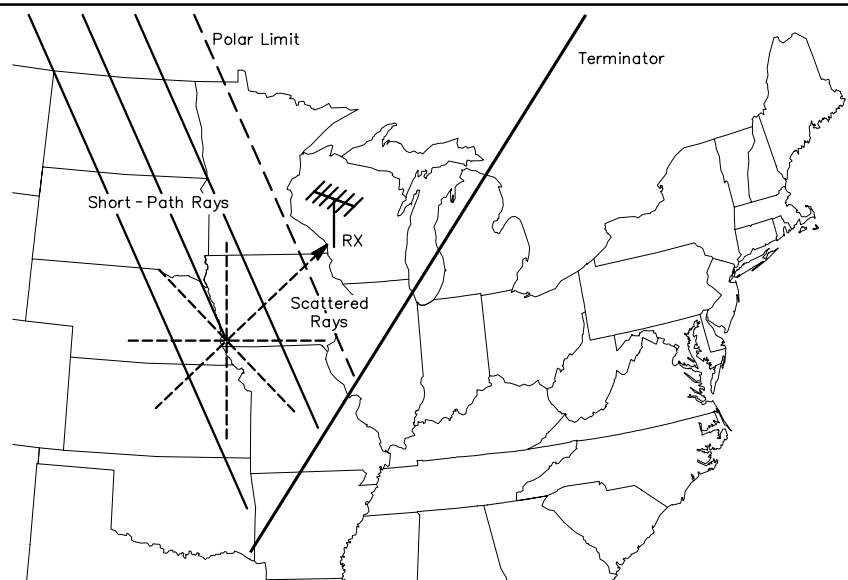 Polar Limit
Terminator
Short-Path Rays
RX
Scattered
Rays